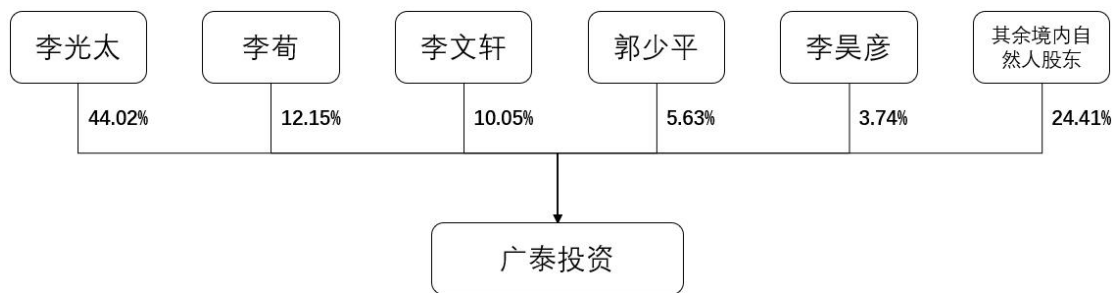 李光太
李荀
李文轩
郭少平
李昊彦
其余境内自
然人股东
44.02%
12.15%
10.05%
5.63%
3.74%
24.41%
广泰投资